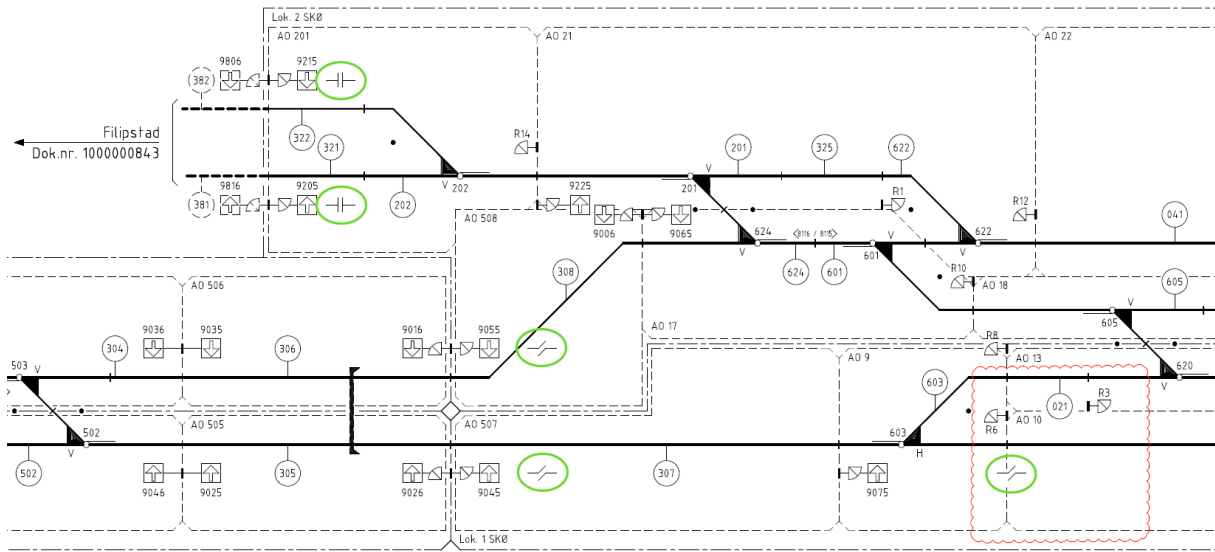 Lok. 2 SKØ
AO 201
AO 21
AO 22
9806
9215
382
Filipstad
Dok.nr. 1000000843
322
321
R14
201
325
622
381
9816
9205
202
V
202
201
V
9225
R1
R12
AO 508
9006
9065
041
624
V
8116 / 8115
V
601
622
V
308
624
601
R10
AO 18
605
AO 506
9036
9035
9016
9055
AO 17
V
605
R8
503
V
304
306
AO 9
AO 13
620
V
603
021
R3
502
V
AO 505
AO 507
603
H
R6
AO 10
502
305
307
9046
9025
9026
9045
9075
Lok. 1 SKØ